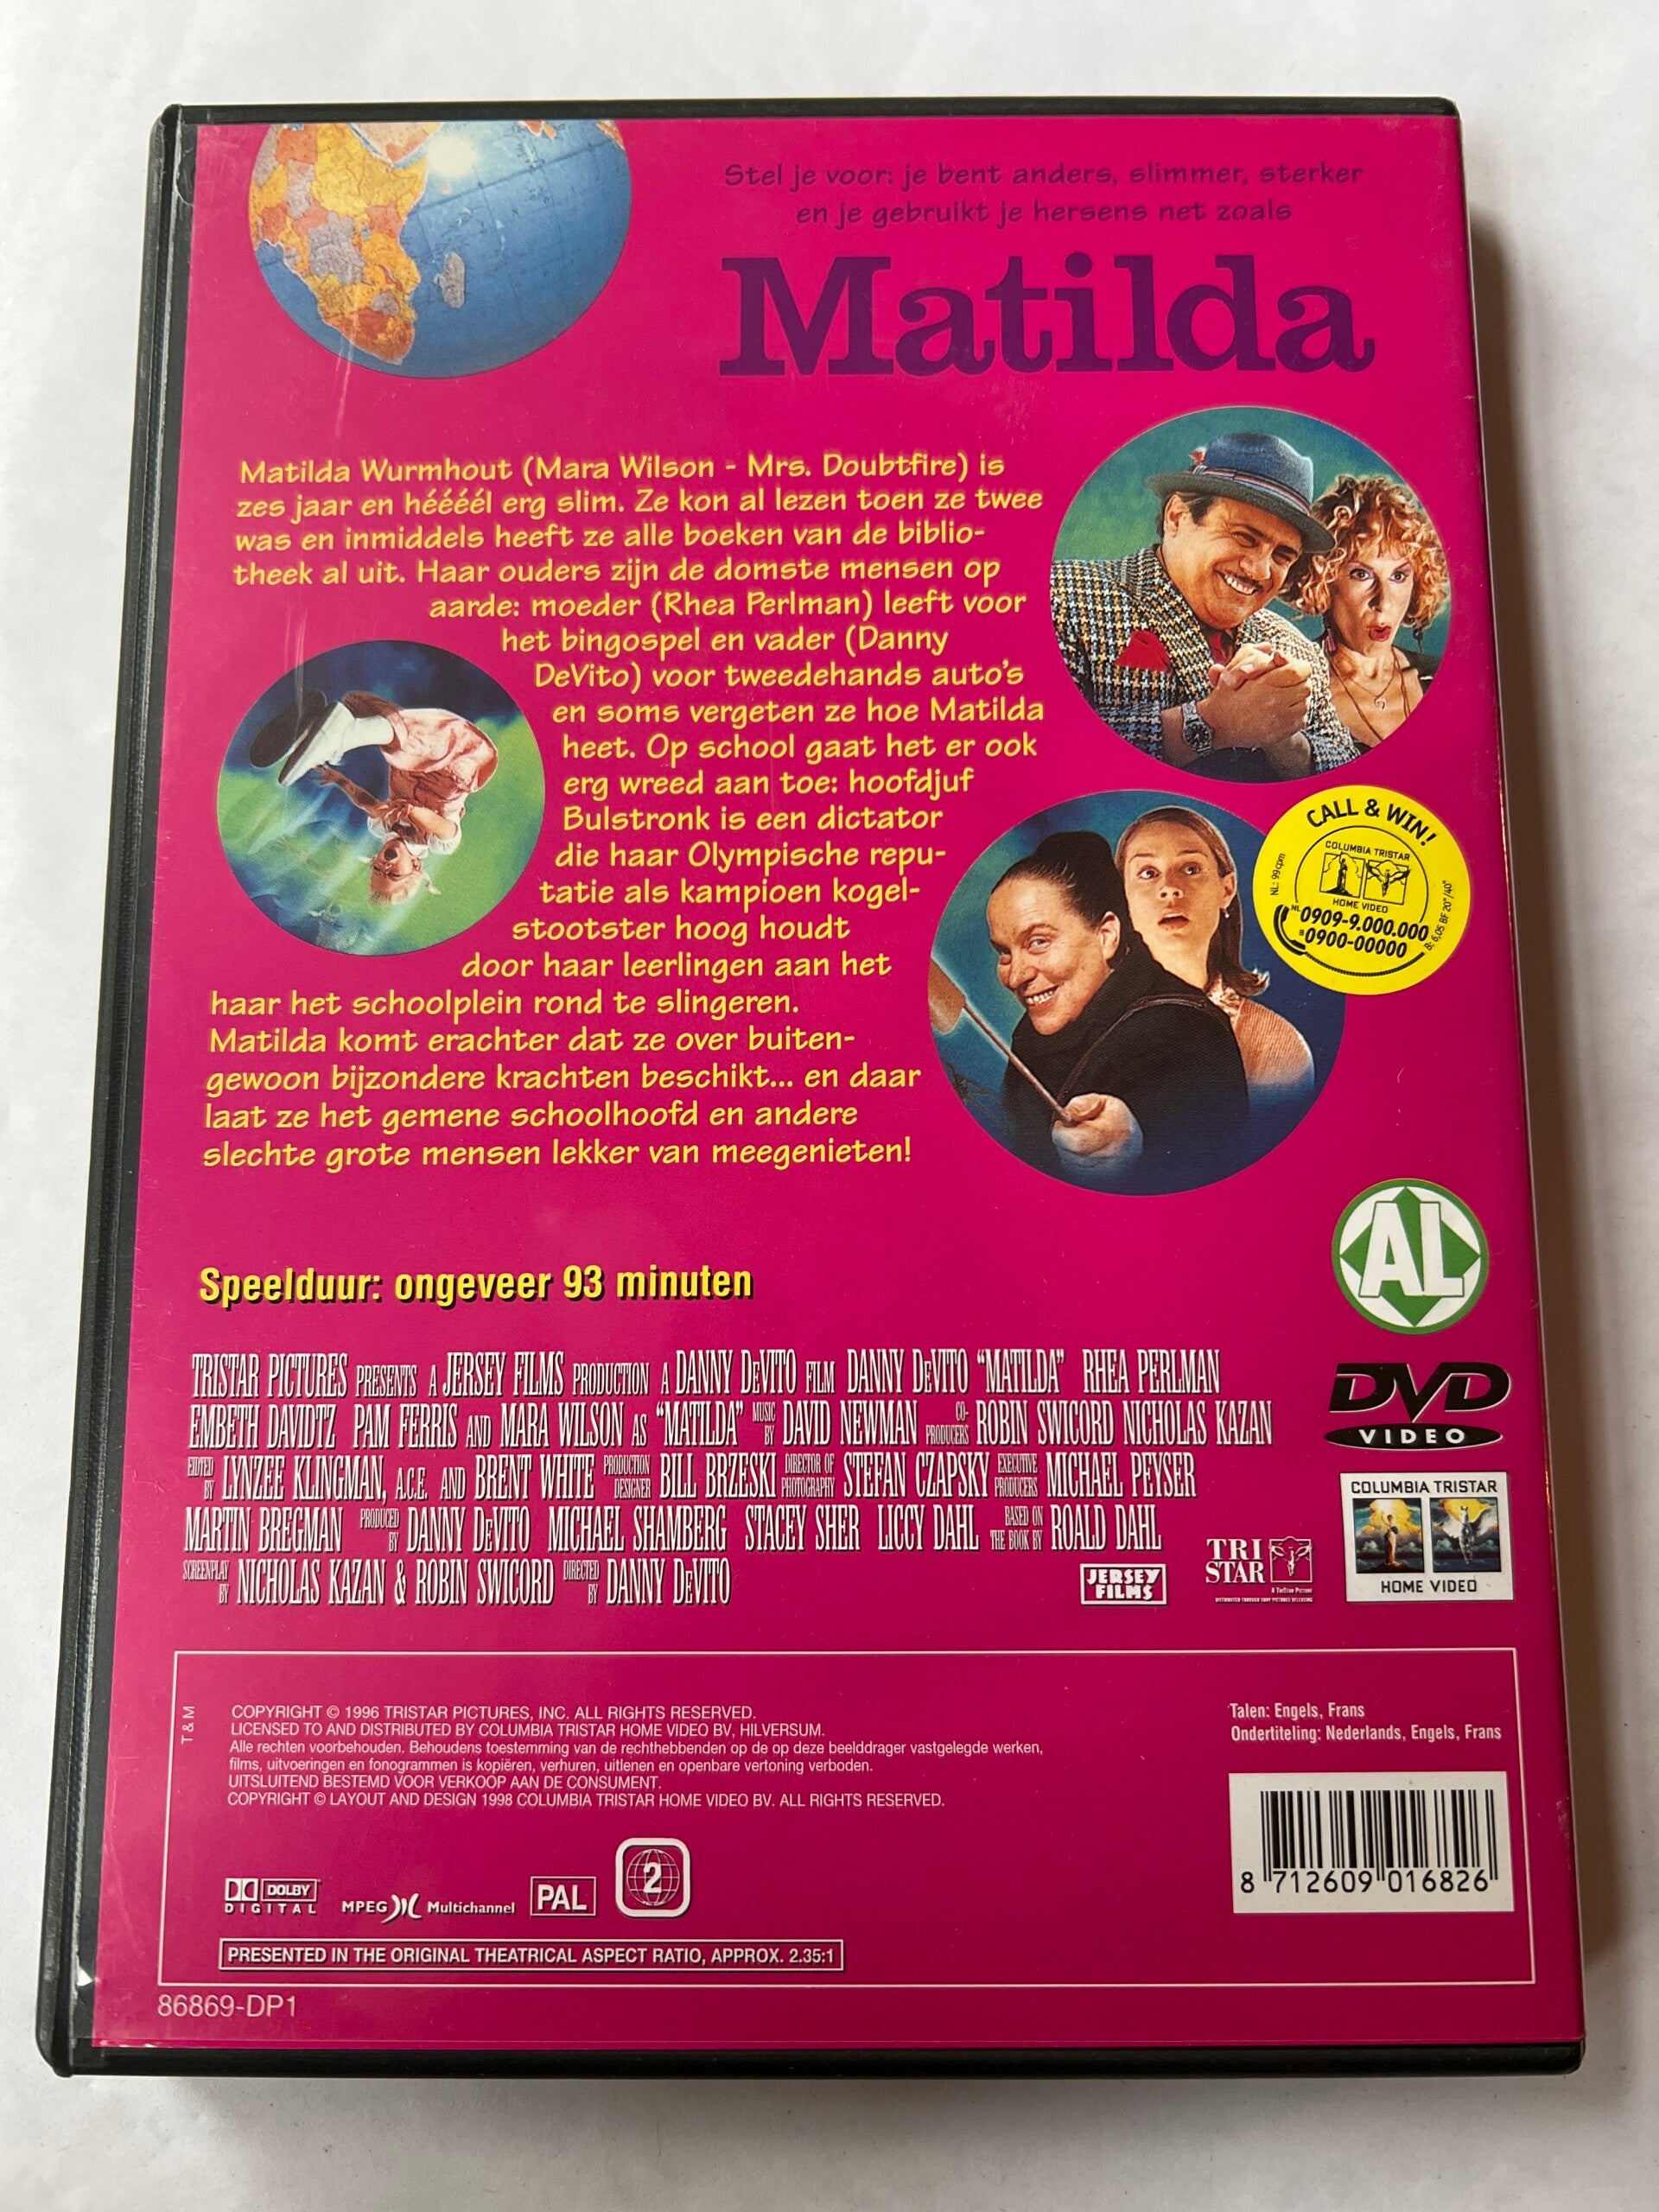 Stel je voor: je bent anders, slimmer, sterker
en je gebruikt je hersens net zoals
Matilda
Matilda Wurmhout (Mara Wilson - Mrs. Doubtfire) is
zes jaar en héééél erg slim. Ze kon al lezen toen ze twee
was en inmiddels heeft ze alle boeken van de biblio-
theek al uit. Haar ouders zijn de domste mensen op
aarde: moeder (Rhea Perlman) leeft voor
het bingospel en vader (Danny
DeVito) voor tweedehands auto's
en soms vergeten ze hoe Matilda
heet. Op school gaat het er ook
erg wreed aan toe: hoofdjuf
Bulstronk is een dictator
die haar Olympische repu-
tatie als kampioen kogel-
stootster hoog houdt
door haar leerlingen aan het
haar het schoolplein rond te slingeren.
Matilda komt erachter dat ze over buiten-
gewoon bijzondere krachten beschikt... en daar
laat ze het gemene schoolhoofd en andere
slechte grote mensen lekker van meegenieten!
CALL & WIN!
COLUMBIA TRISTAR
HOME VIDEO
NL: 99 cpm
NL 0909-9.000.000
B 0900-00000
B: 6,05 BF 20"/40"
AL
Speelduur: ongeveer 93 minuten
TRISTAR PICTURES PRESENTS A JERSEY FILMS PRODUCTION A DANNY DeVITO FILM DANNY DeVITO "MATILDA" RHEA PERLMAN
EMBETH DAVIDTZ PAM FERRIS AND MARA WILSON AS "MATILDA" MUSIC BY DAVID NEWMAN CO-PRODUCERS ROBIN SWICORD NICHOLAS KAZAN
EDITED BY LYNZEE KLINGMAN, A.C.E. AND BRENT WHITE PRODUCTION DESIGNER BILL BRZESKI DIRECTOR OF PHOTOGRAPHY STEFAN CZAPSKY EXECUTIVE PRODUCERS MICHAEL PEYSER
MARTIN BREGMAN PRODUCED BY DANNY DeVITO MICHAEL SHAMBERG STACEY SHER LICCY DAHL BASED ON THE BOOK BY ROALD DAHL
SCREENPLAY BY NICHOLAS KAZAN & ROBIN SWICORD DIRECTED BY DANNY DeVITO
JERSEY
FILMS
TRI
STAR
A TriStar Picture
DISTRIBUTED THROUGH SONY PICTURES RELEASING
DVD
VIDEO
COLUMBIA TRISTAR
HOME VIDEO
T & M
COPYRIGHT © 1996 TRISTAR PICTURES, INC. ALL RIGHTS RESERVED.
LICENSED TO AND DISTRIBUTED BY COLUMBIA TRISTAR HOME VIDEO BV, HILVERSUM.
Alle rechten voorbehouden. Behoudens toestemming van de rechthebbenden op de op deze beelddrager vastgelegde werken,
films, uitvoeringen en fonogrammen is kopiëren, verhuren, uitlenen en openbare vertoning verboden.
UITSLUITEND BESTEMD VOOR VERKOOP AAN DE CONSUMENT.
COPYRIGHT © LAYOUT AND DESIGN 1998 COLUMBIA TRISTAR HOME VIDEO BV. ALL RIGHTS RESERVED.
Talen: Engels, Frans
Ondertiteling: Nederlands, Engels, Frans
8 712609 016826
DOLBY
DIGITAL
MPEG Multichannel
PAL
2
PRESENTED IN THE ORIGINAL THEATRICAL ASPECT RATIO, APPROX. 2.35:1
86869-DP1